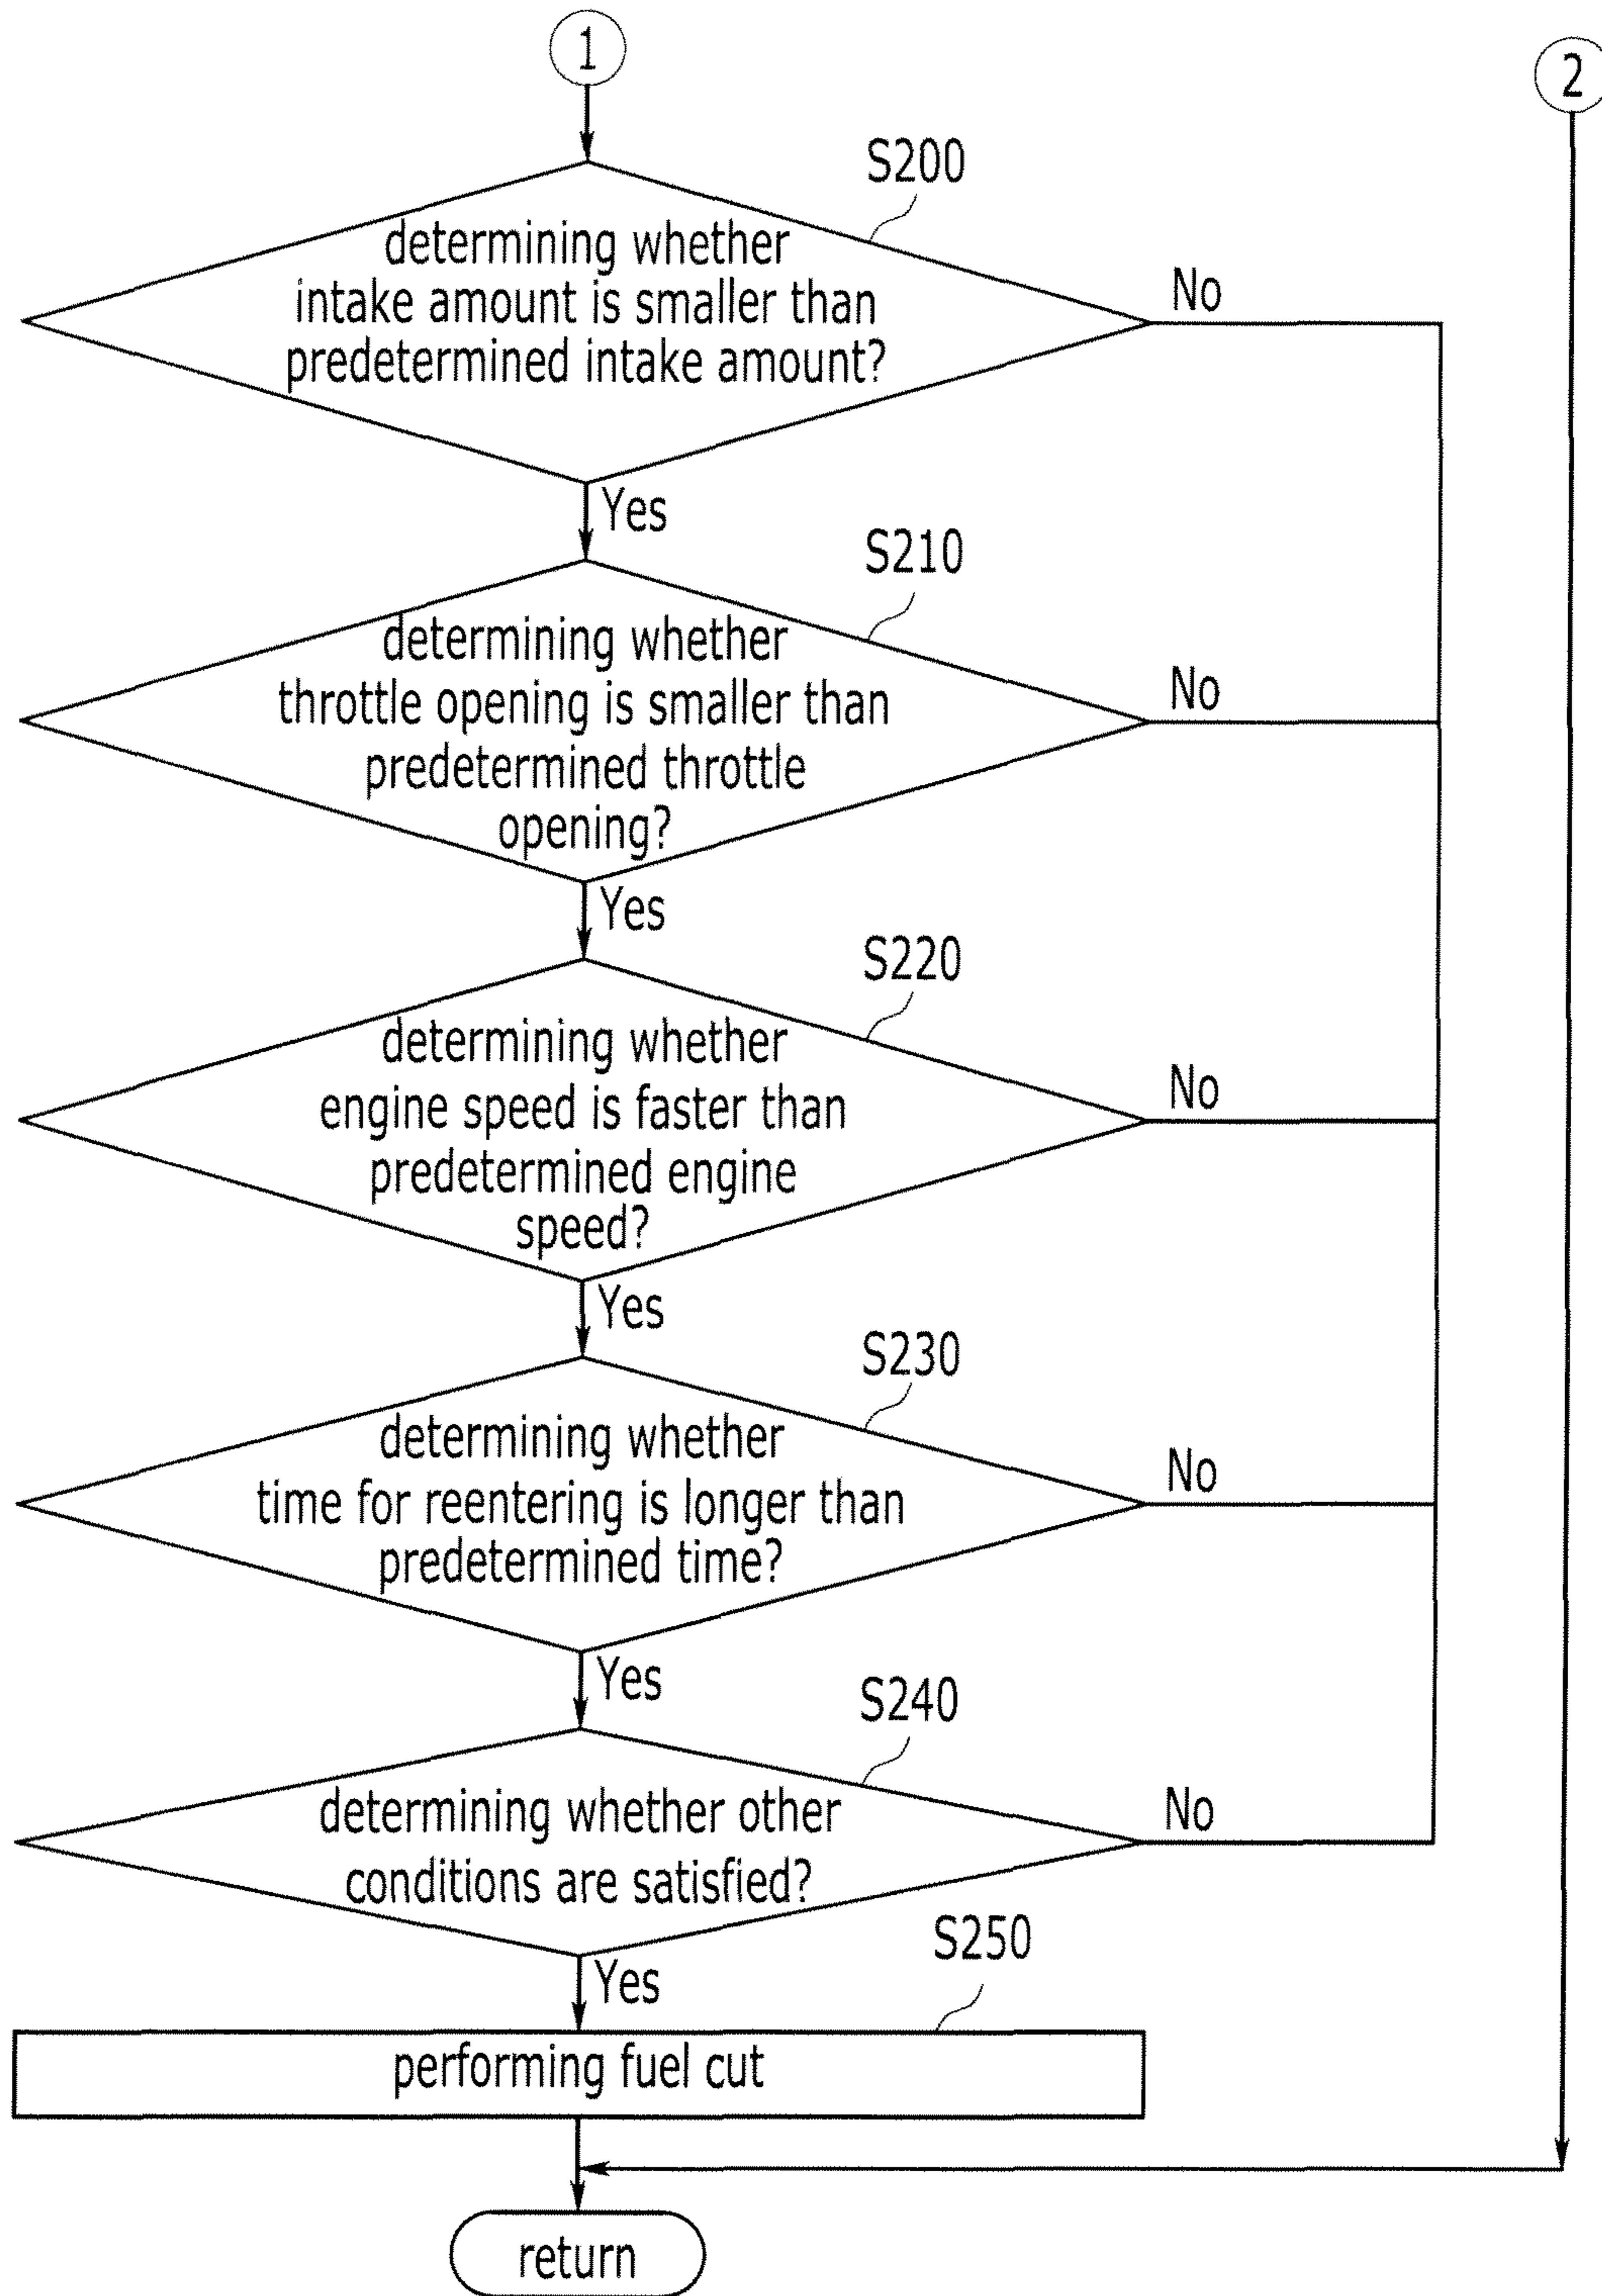 1
2
S200
determining whether
intake amount is smaller than
predetermined intake amount?
No
Yes
S210
determining whether
throttle opening is smaller than
predetermined throttle
opening?
No
Yes
S220
determining whether
engine speed is faster than
predetermined engine
speed?
No
Yes
S230
determining whether
time for reentering is longer than
predetermined time?
No
Yes
S240
determining whether other
conditions are satisfied?
No
Yes
S250
performing fuel cut
return